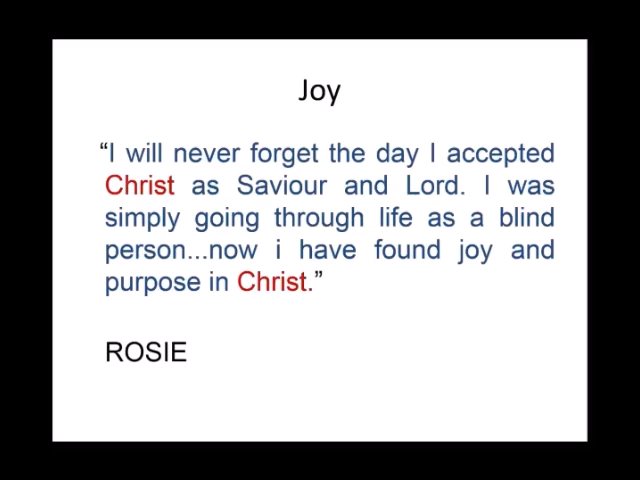 Joy
“I will never forget the day I accepted
Christ as Saviour and Lord. I was
simply going through life as a blind
person...now i have found joy and
purpose in Christ.”
ROSIE